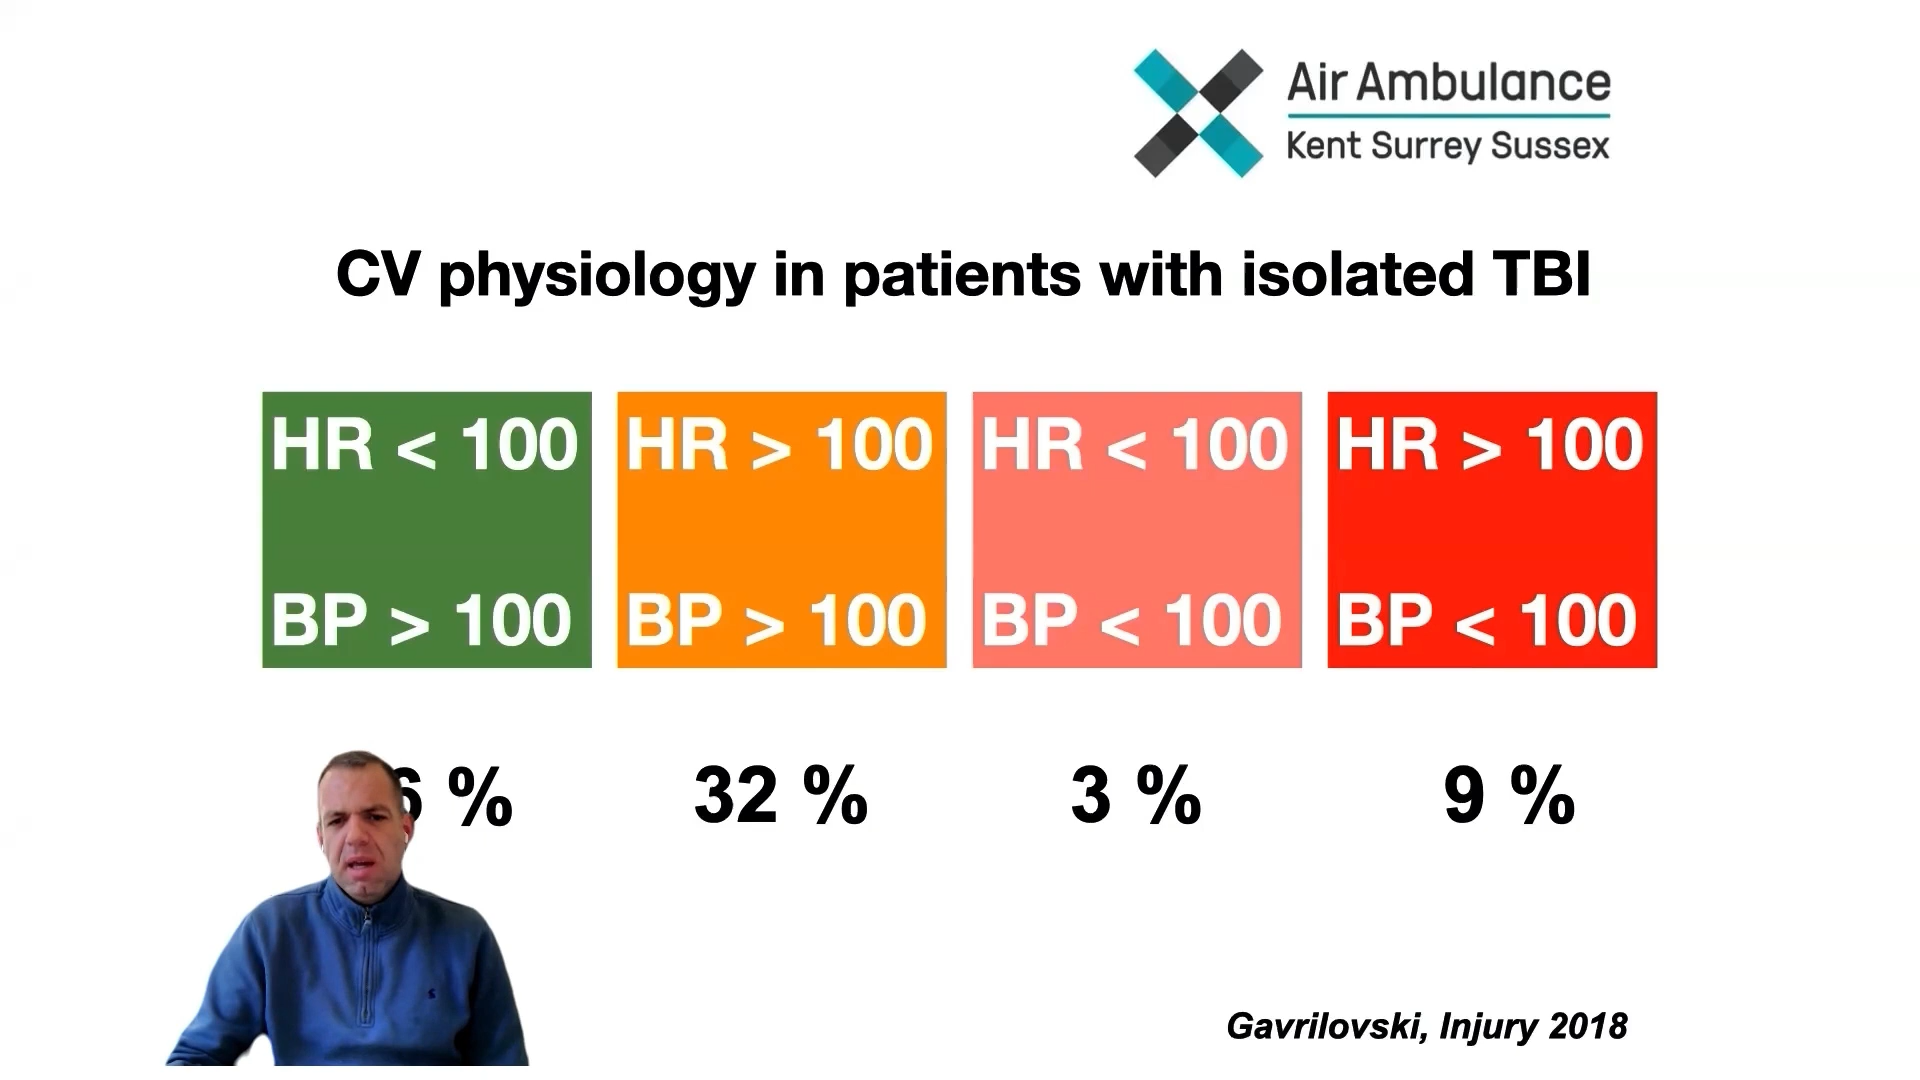 Air Ambulance
Kent Surrey Sussex
CV physiology in patients with isolated TBI
HR < 100 HR > 100 HR < 100 HR > 100
BP > 100 BP > 100 BP < 100 BP < 100
% 32 % 3 % 9 %
Gavrilovski, Injury 2018